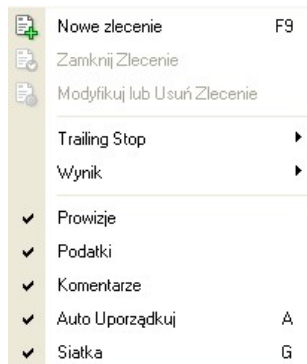 Nowe zlecenie F9
Zamknij Zlecenie
Modyfikuj lub Usuń Zlecenie
Trailing Stop
Wynik
Prowizje
Podatki
Komentarze
Auto Uporządkuj A
Siatka G